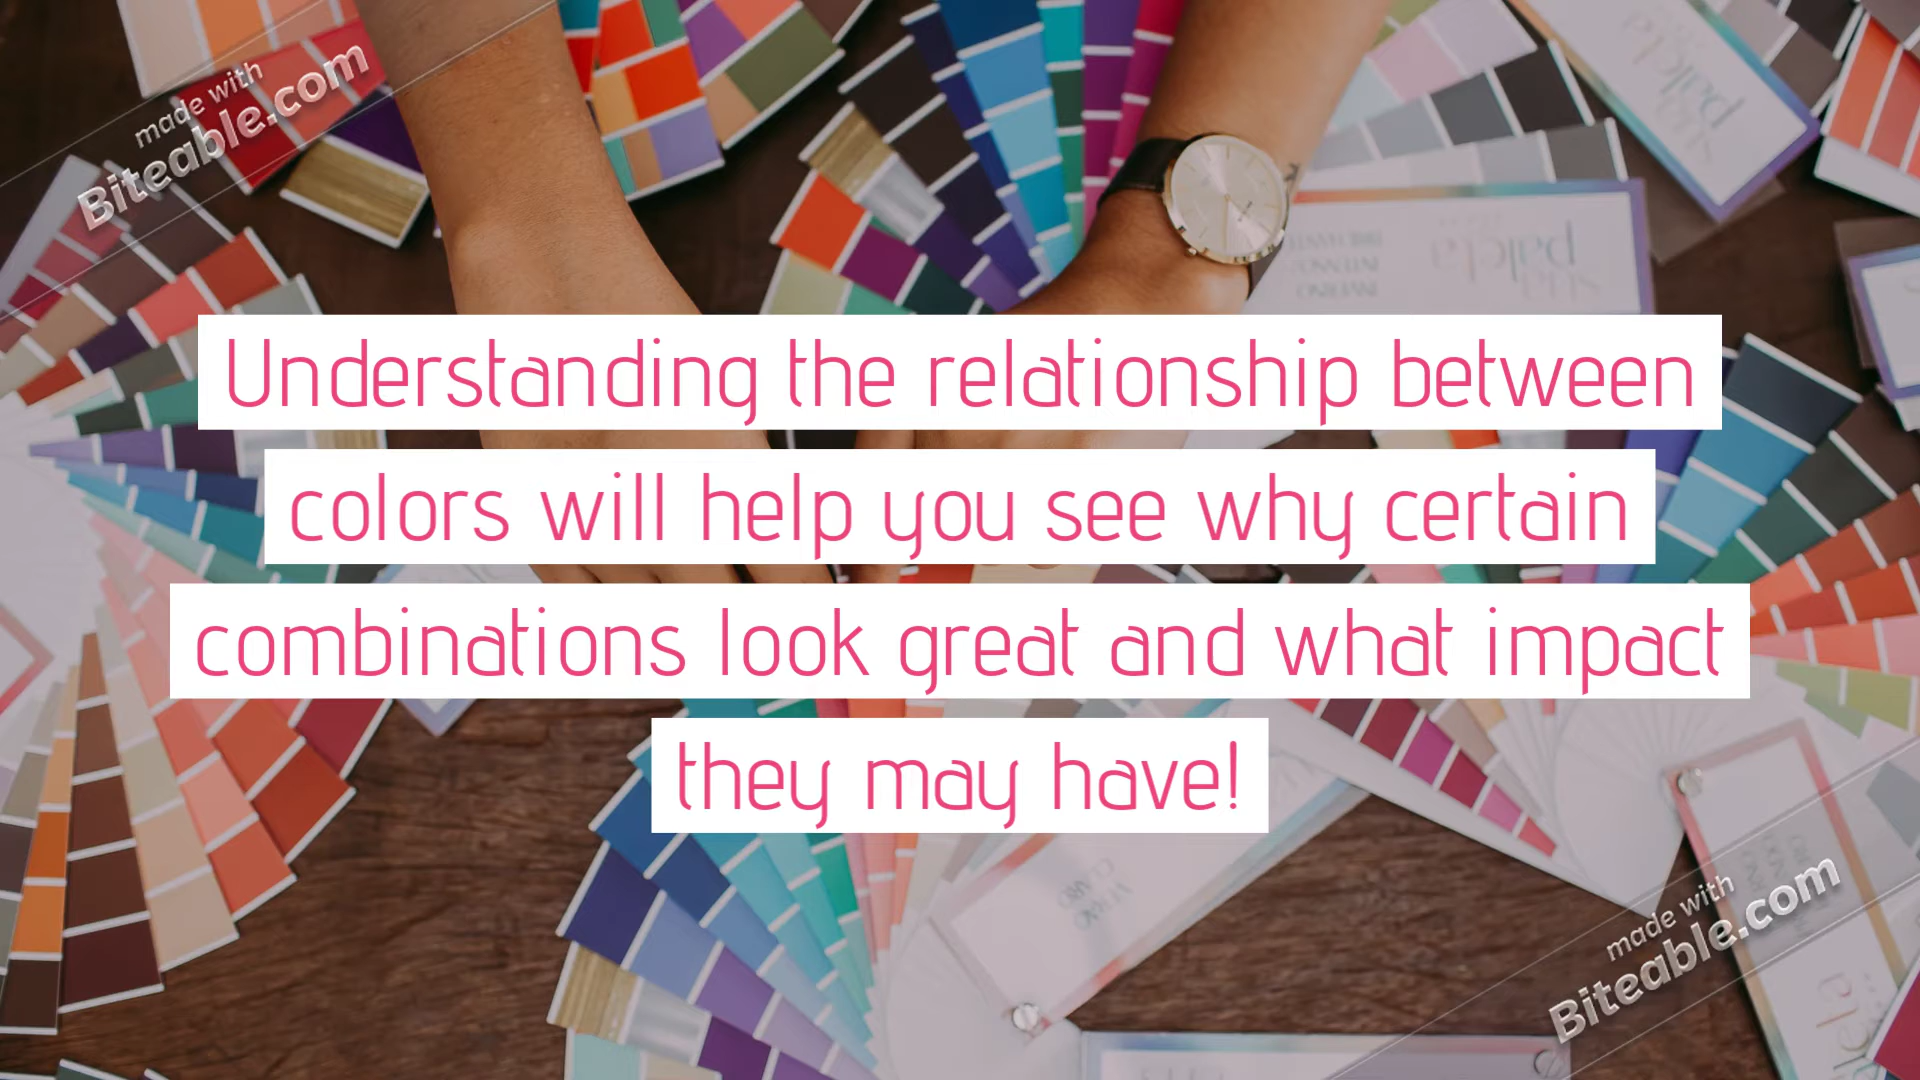 made with
Biteable.com
Understanding the relationship between
colors will help you see why certain
combinations look great and what impact
they may have!
made with
Biteable.com